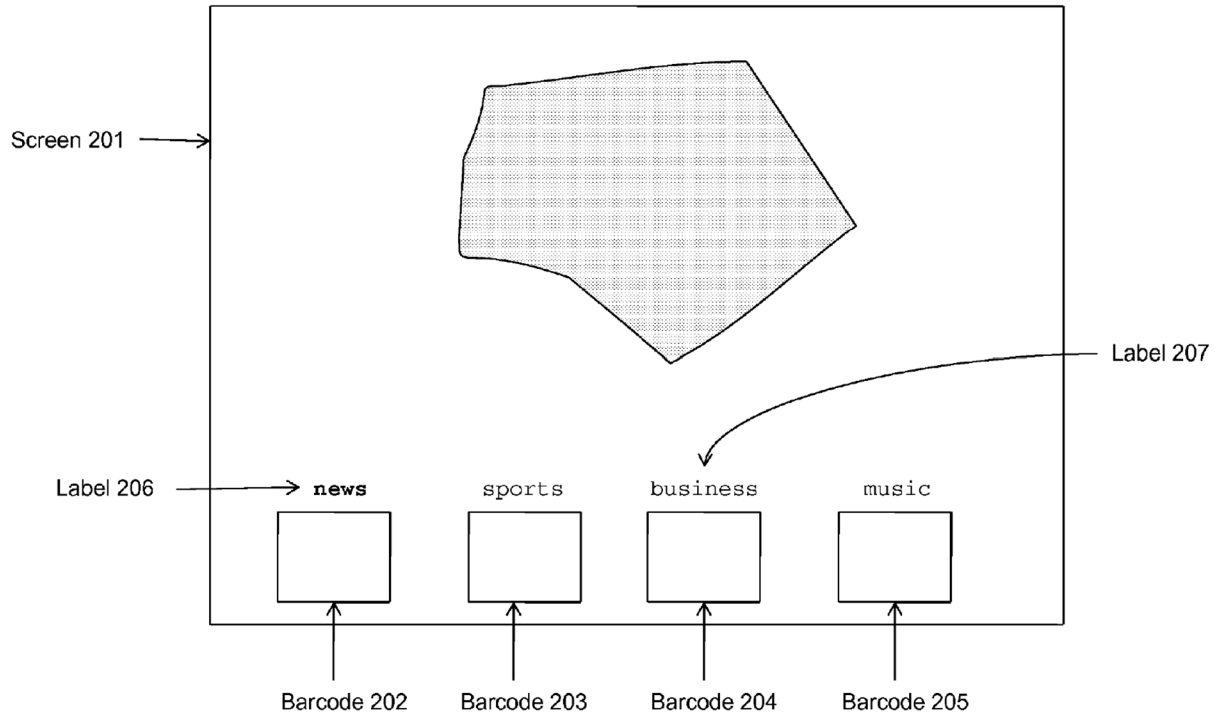 Screen 201
Label 207
Label 206
news sports business music
Barcode 202 Barcode 203 Barcode 204 Barcode 205